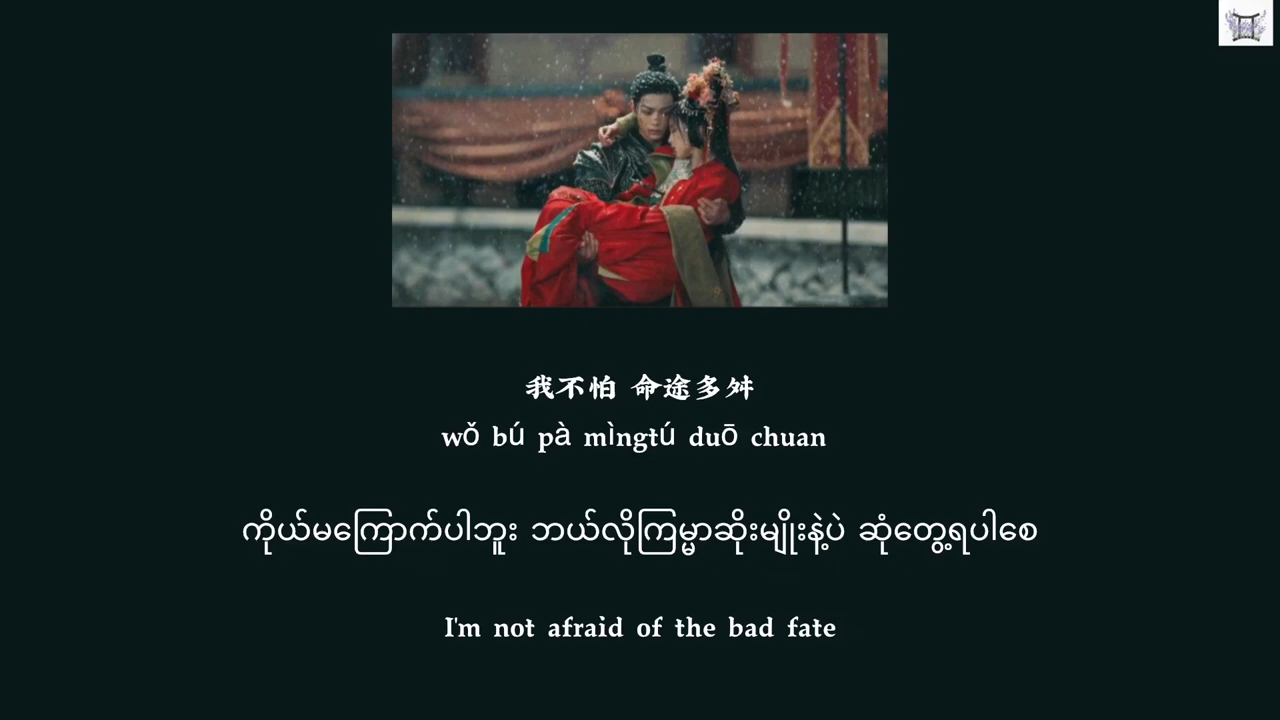 我不怕 命途多舛
wǒ bú pà mìngtú duō chuan
ကိုယ်မကြောက်ပါဘူး ဘယ်လိုကြမ္မာဆိုးမျိုးနဲ့ပဲ ဆုံတွေ့ရပါစေ
I'm not afraid of the bad fate